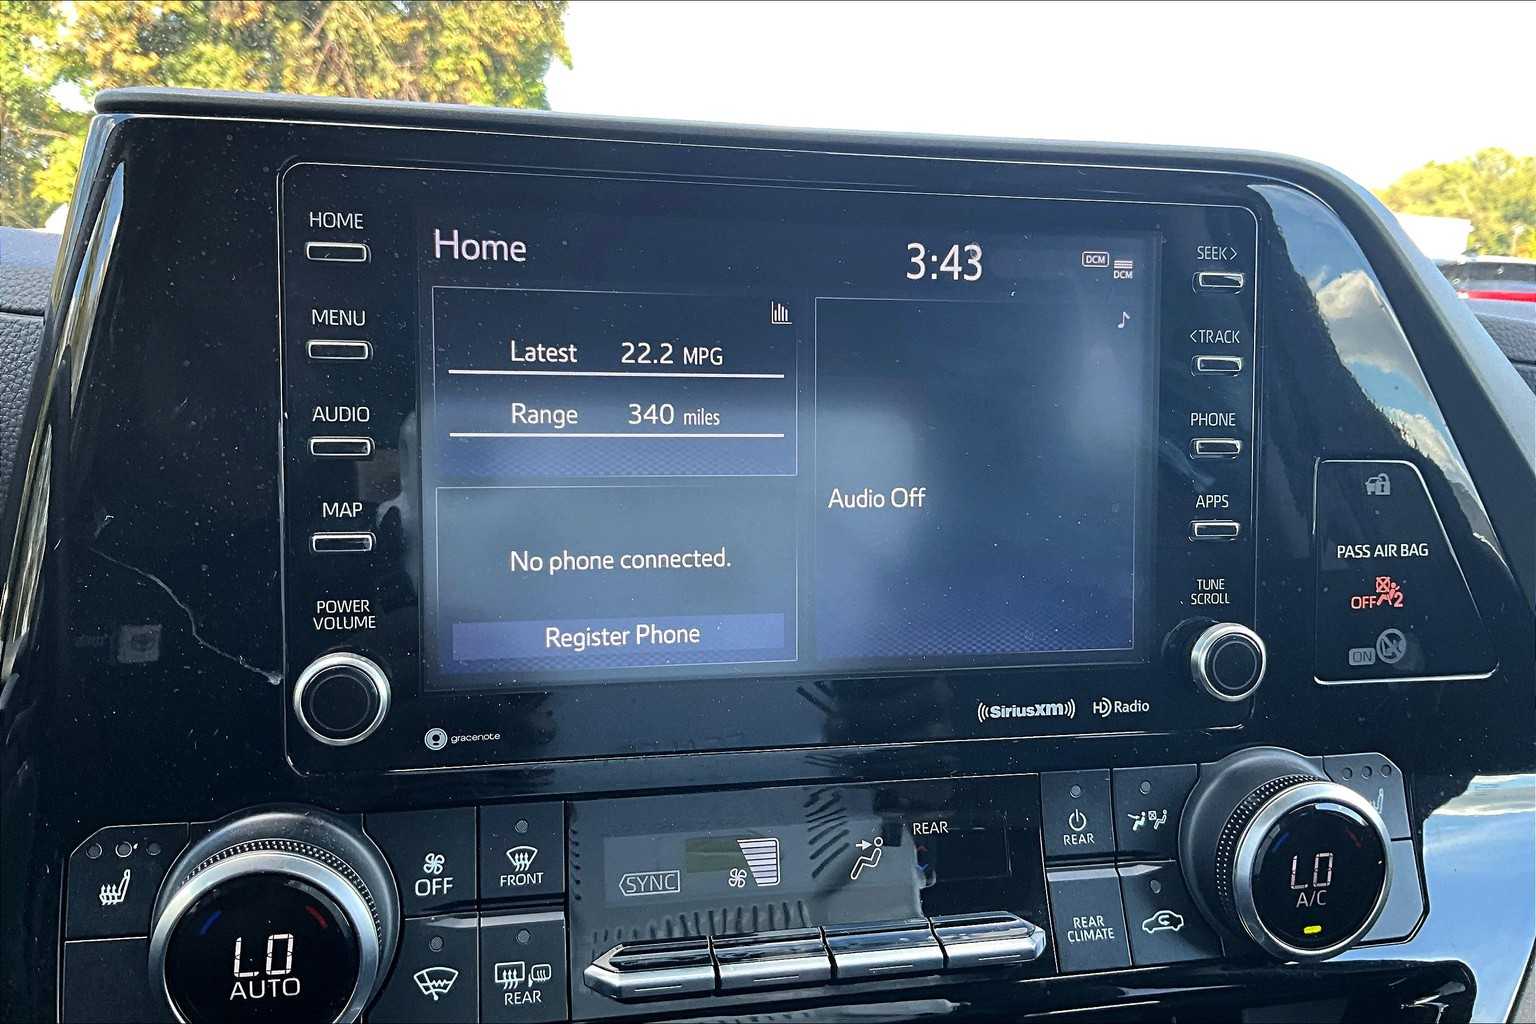 HOME
MENU
AUDIO
MAP
POWER
VOLUME
Home
3:43
DCM
DCM
Latest 22.2 MPG
Range 340 miles
No phone connected.
Register Phone
Audio Off
gracenote
((SiriusXM))
HD Radio
SEEK >
< TRACK
PHONE
APPS
TUNE
SCROLL
PASS AIR BAG
OFF 2
ON
LO
AUTO
OFF
FRONT
REAR
SYNC
REAR
REAR
REAR
CLIMATE
LO
A/C